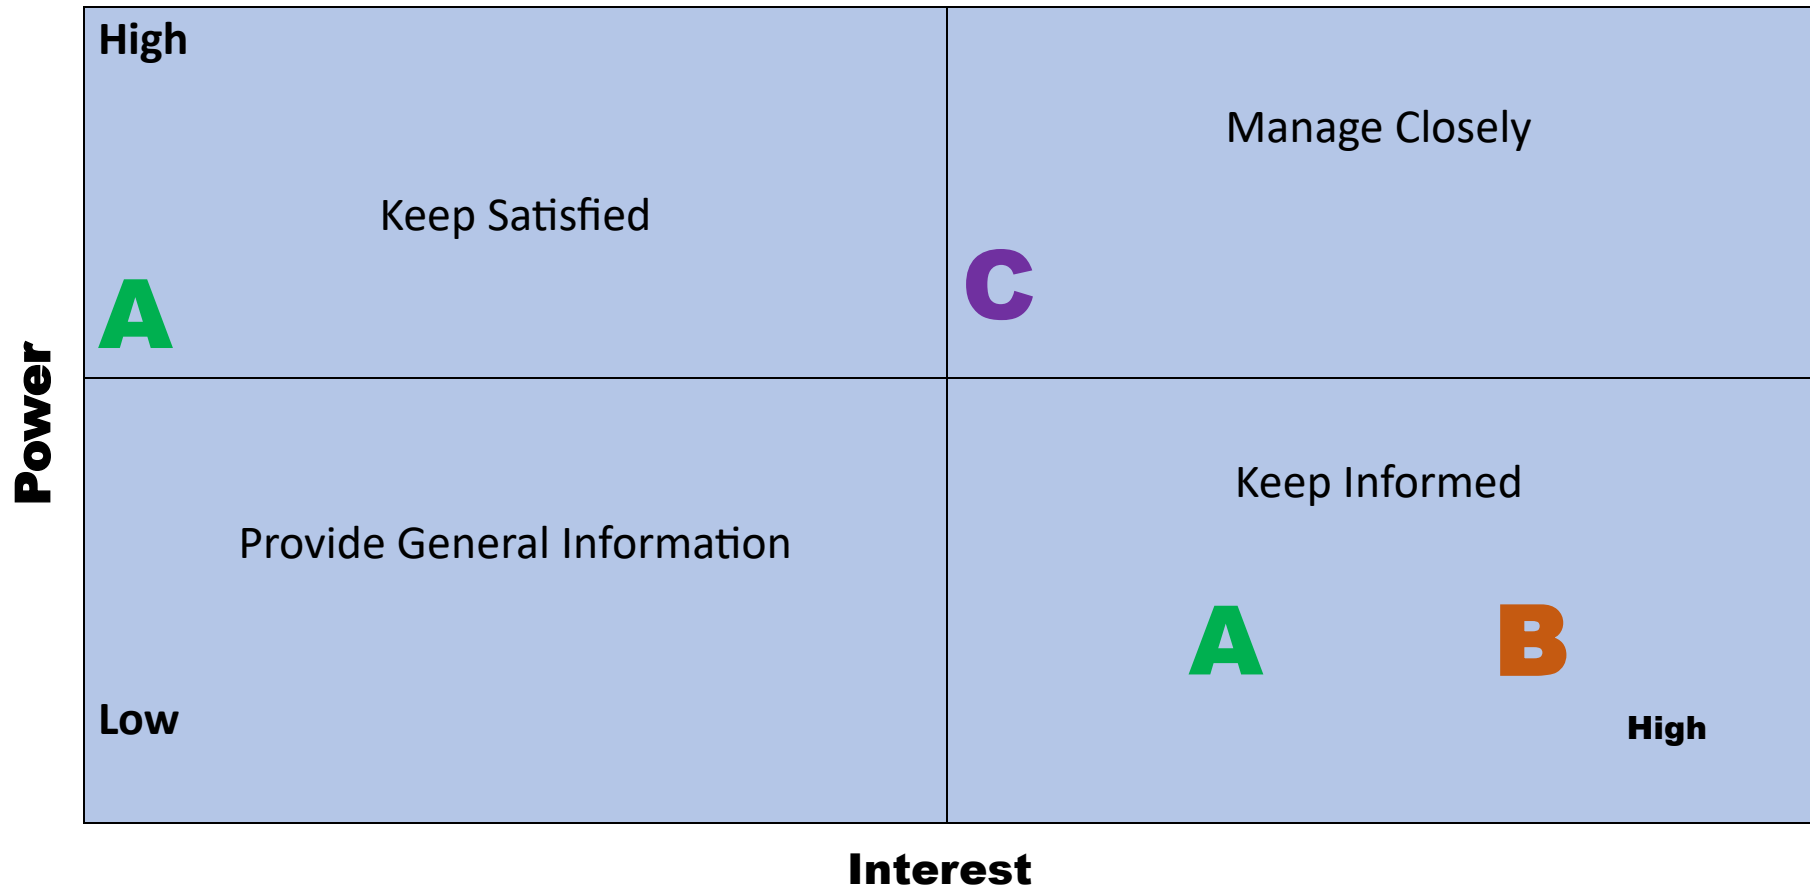 High
Manage Closely
Keep Satisfied
A
C
Power
Keep Informed
Provide General Information
A
B
Low
High
Interest